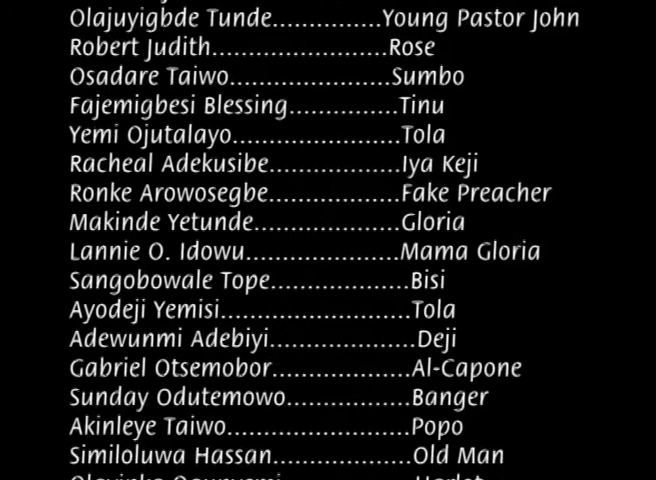 Olajuyigbde Tunde...............Young Pastor John
Robert Judith........................Rose
Osadare Taiwo......................Sumbo
Fajemigbesi Blessing...............Tinu
Yemi Ojutalayo.......................Tola
Racheal Adekusibe..................Iya Keji
Ronke Arowosegbe..................Fake Preacher
Makinde Yetunde....................Gloria
Lannie O. Idowu.....................Mama Gloria
Sangobowale Tope...................Bisi
Ayodeji Yemisi.........................Tola
Adewunmi Adebiyi....................Deji
Gabriel Otsemobor...................Al-Capone
Sunday Odutemowo.................Banger
Akinleye Taiwo.........................Popo
Similoluwa Hassan...................Old Man